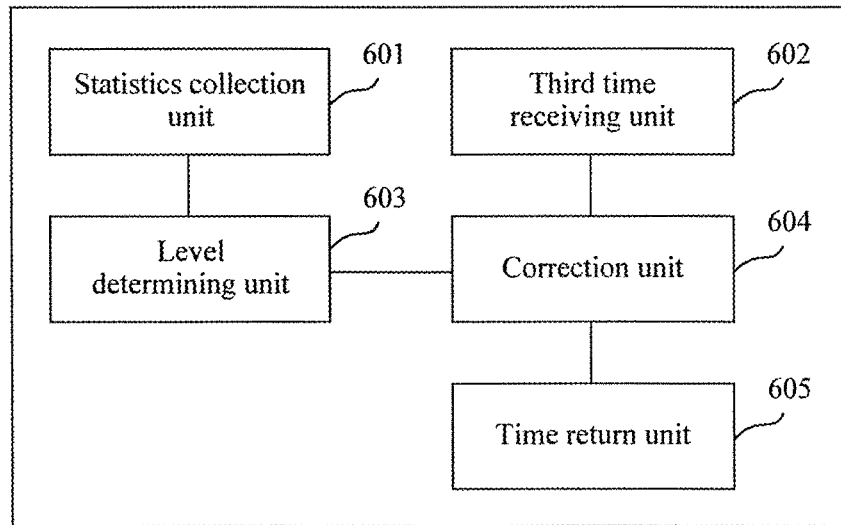 Statistics collection
unit
601
Third time
receiving unit
602
Level
determining unit
603
Correction unit
604
Time return unit
605